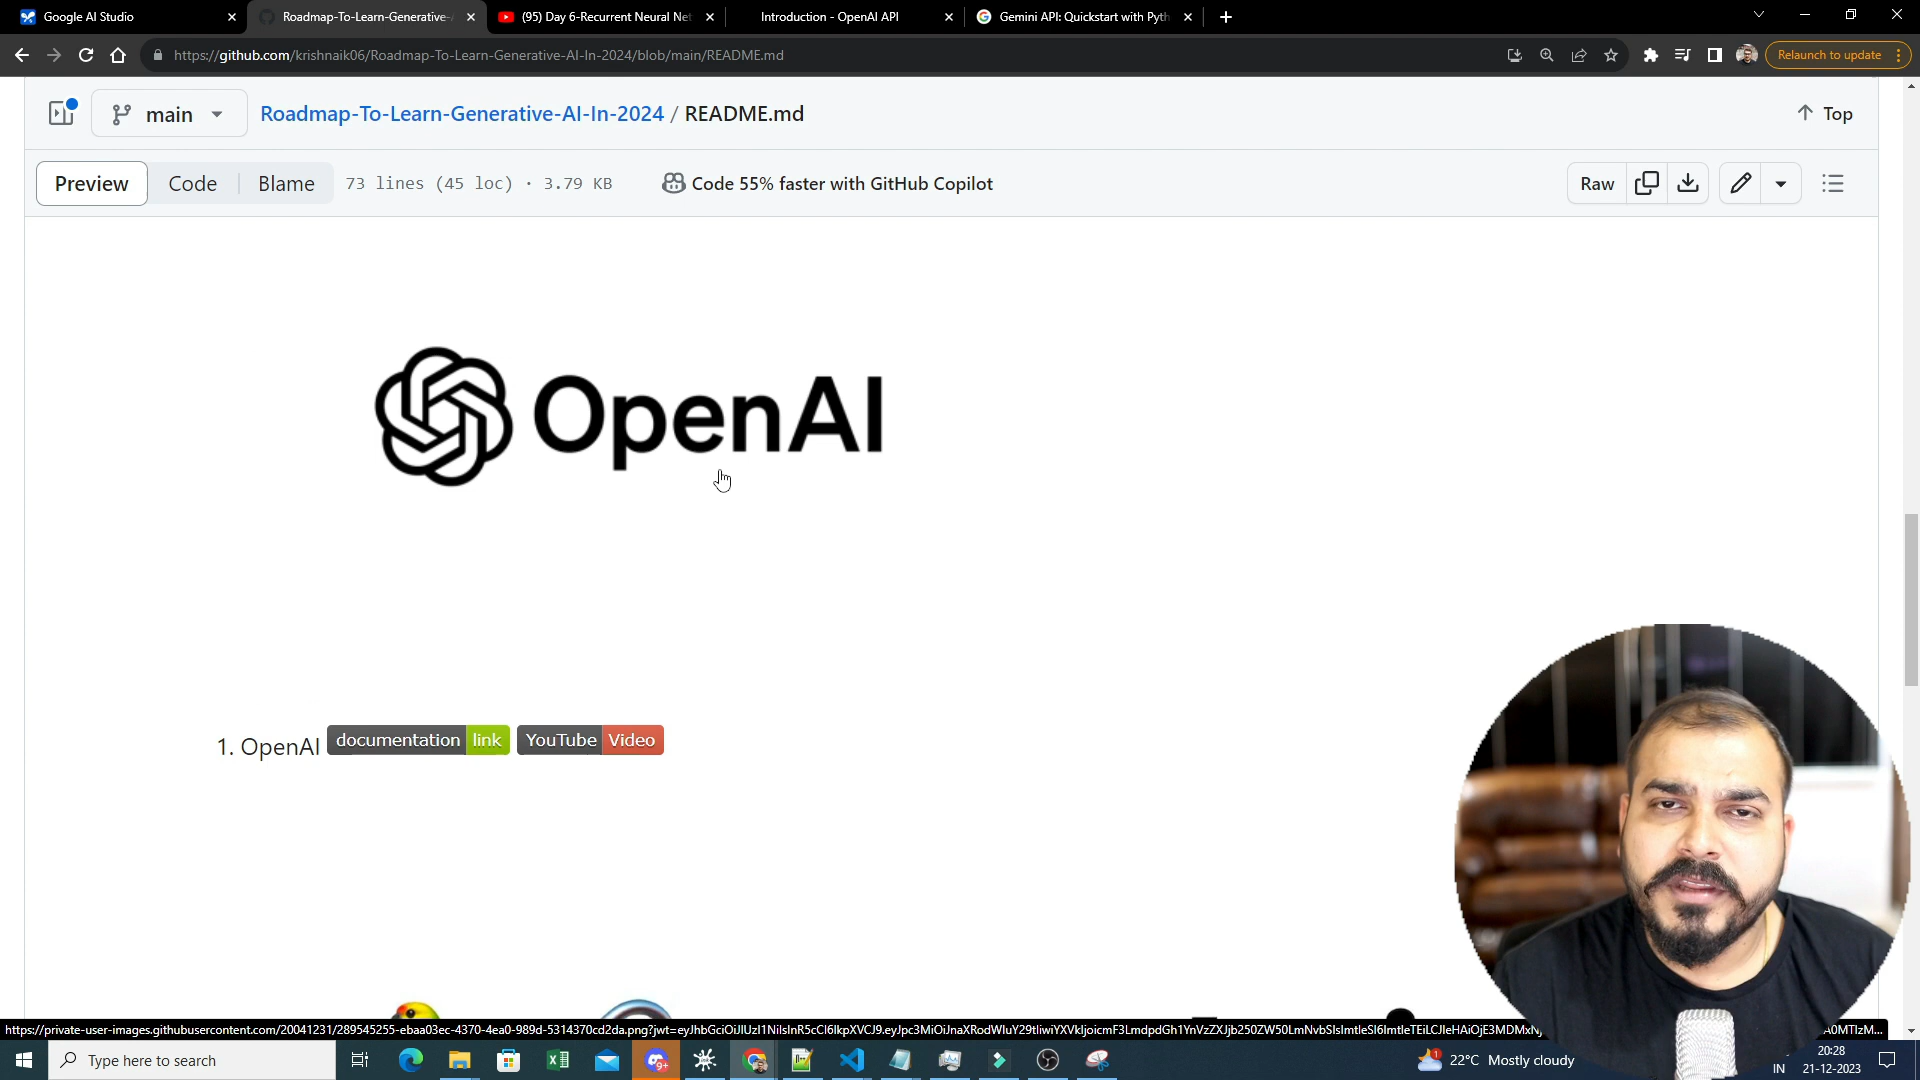 Google AI Studio
Roadmap-To-Learn-Generative-
(95) Day 6-Recurrent Neural Net
Introduction - OpenAI API
Gemini API: Quickstart with Pyth
https://github.com/krishnaik06/Roadmap-To-Learn-Generative-AI-In-2024/blob/main/README.md
Relaunch to update
main
Roadmap-To-Learn-Generative-AI-In-2024 / README.md
Top
Preview
Code
Blame
73 lines (45 loc) · 3.79 KB
Code 55% faster with GitHub Copilot
Raw
OpenAI
1. OpenAI documentation link YouTube Video
Type here to search
9+
1
22°C Mostly cloudy
IN
20:28
21-12-2023